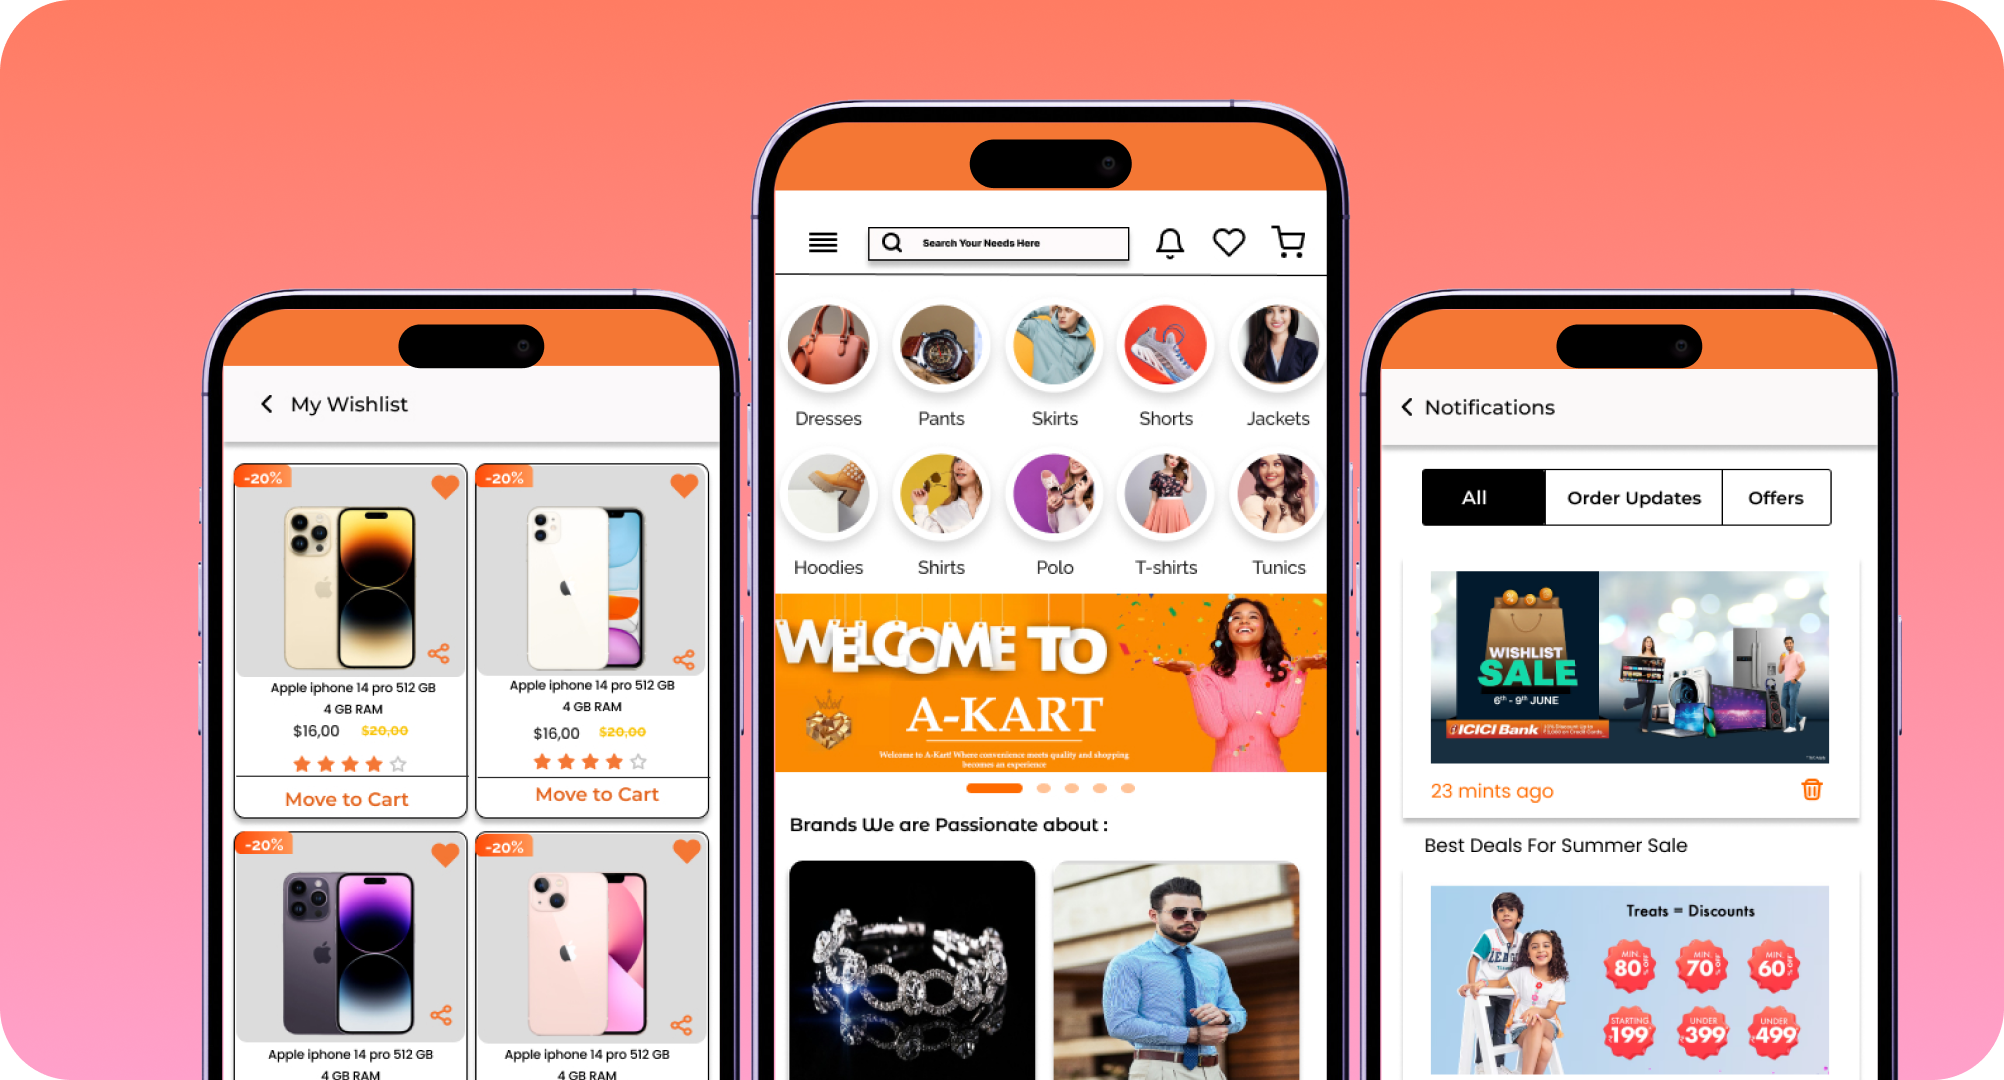 My Wishlist
-20%
-20%
Apple iphone 14 pro 512 GB
4 GB RAM
$16,00 $20,00
Move to Cart
Apple iphone 14 pro 512 GB
4 GB RAM
$16,00 $20,00
Move to Cart
-20%
-20%
Apple iphone 14 pro 512 GB
4 GB RAM
Apple iphone 14 pro 512 GB
4 GB RAM
Search Your Needs Here
Dresses
Pants
Skirts
Shorts
Jackets
Hoodies
Shirts
Polo
T-shirts
Tunics
WELCOME TO
A-KART
Welcome to A-Kart! Where convenience meets quality and shopping
becomes an experience
Brands We are Passionate about :
Notifications
All
Order Updates
Offers
WISHLIST
SALE
6th - 9th JUNE
ICICI Bank
23 mints ago
Best Deals For Summer Sale
Treats = Discounts
MIN.
80% OFF
MIN.
70% OFF
MIN.
60% OFF
STARTING
199
UNDER
399
UNDER
499